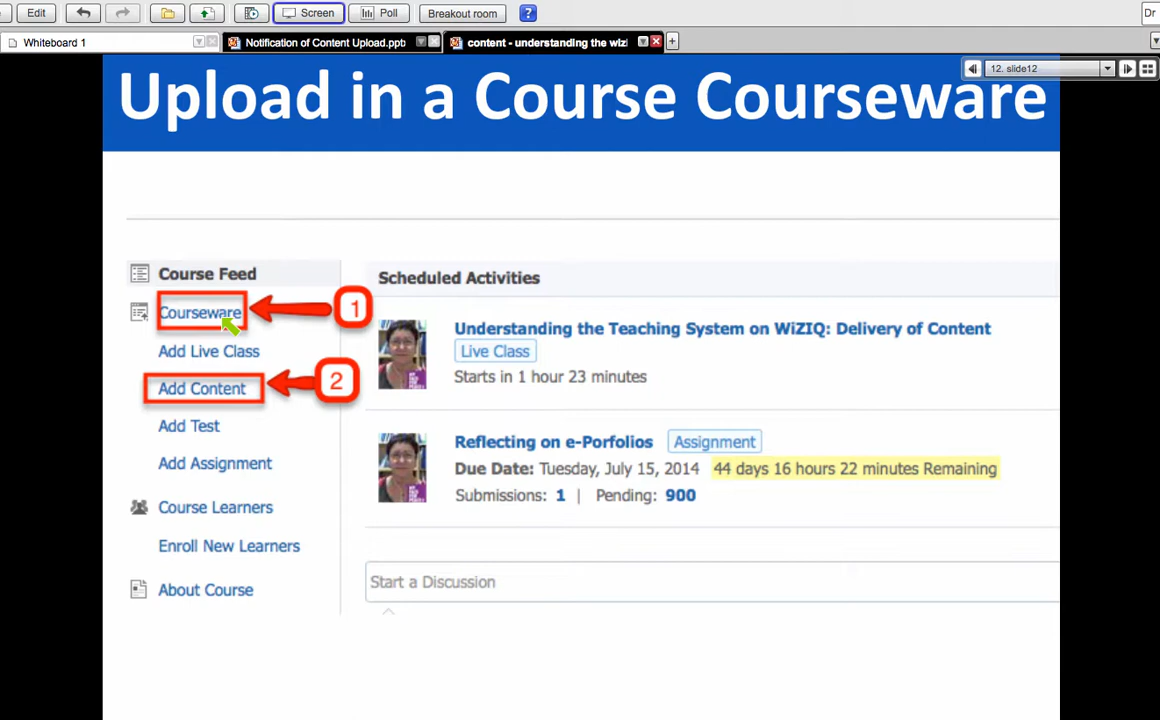 Edit Screen Poll Breakout room ? Dr
Whiteboard 1 Notification of Content Upload.ppt content - understanding the wizi
12. slide12
Upload in a Course Courseware
Course Feed
Courseware 1
Add Live Class
Add Content 2
Add Test
Add Assignment
Course Learners
Enroll New Learners
About Course
Scheduled Activities
Understanding the Teaching System on WiZIQ: Delivery of Content
Live Class
Starts in 1 hour 23 minutes
Reflecting on e-Porfolios Assignment
Due Date: Tuesday, July 15, 2014 44 days 16 hours 22 minutes Remaining
Submissions: 1 | Pending: 900
Start a Discussion